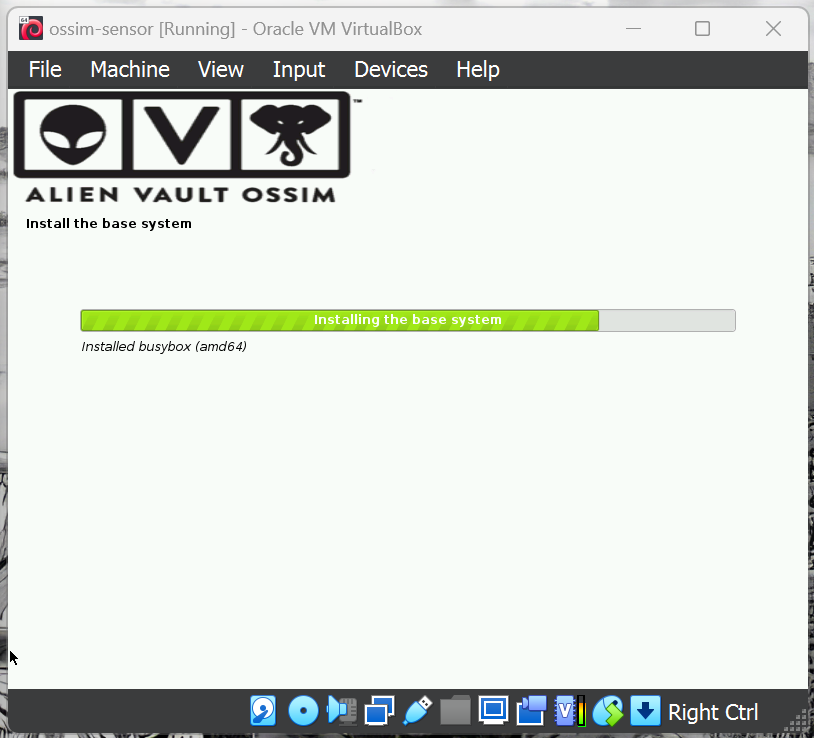 ossim-sensor [Running] - Oracle VM VirtualBox
File Machine View Input Devices Help
V ™
ALIEN VAULT OSSIM
Install the base system
Installing the base system
Installed busybox (amd64)
V Right Ctrl